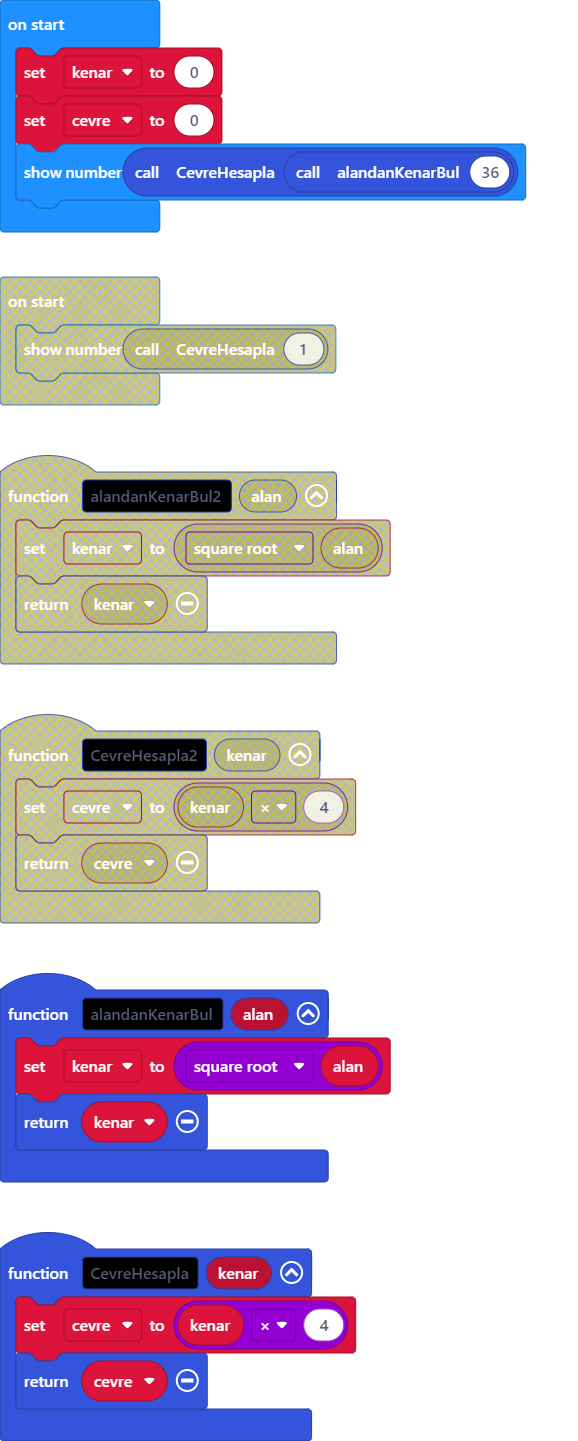 on start
set kenar to 0
set cevre to 0
show number call CevreHesapla call alandanKenarBul 36
on start
show number call CevreHesapla 1
function alandanKenarBul2 alan
set kenar to square root alan
return kenar
function CevreHesapla2 kenar
set cevre to kenar × 4
return cevre
function alandanKenarBul alan
set kenar to square root alan
return kenar
function CevreHesapla kenar
set cevre to kenar × 4
return cevre